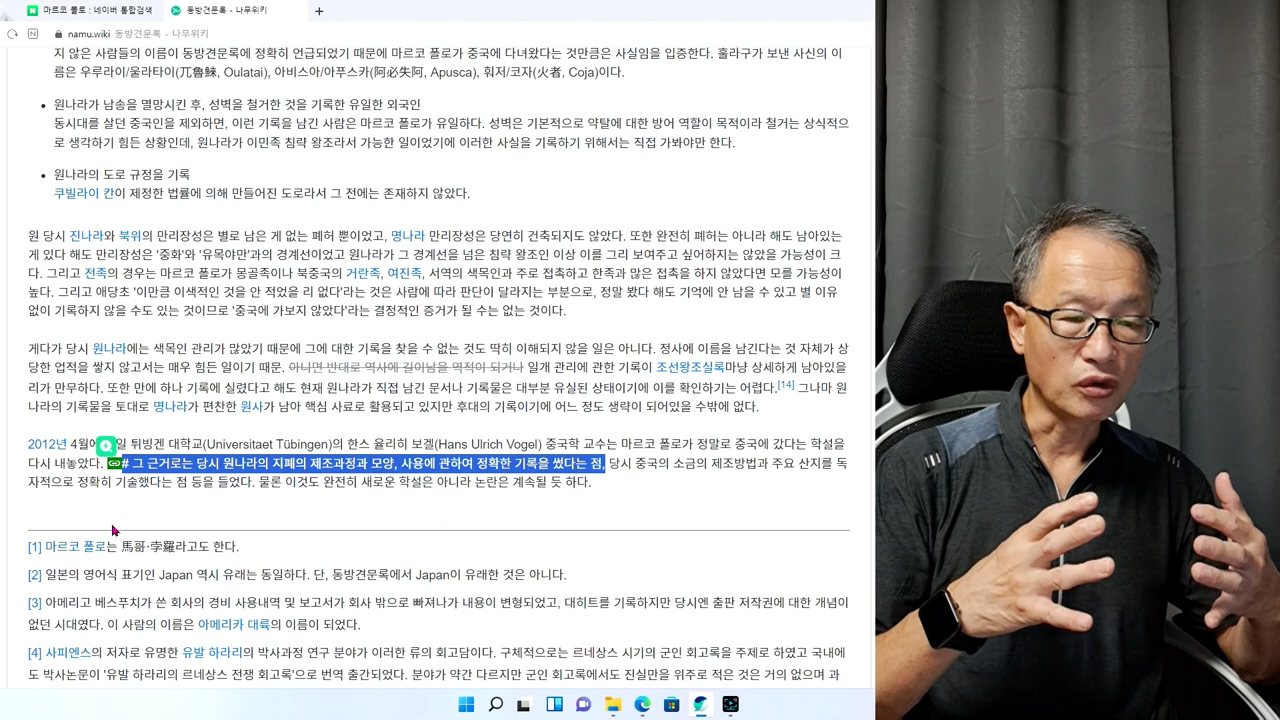 마르코 폴로 : 네이버 통합검색
동방견문록 - 나무위키
namu.wiki 동방견문록 - 나무위키
지 않은 사람들의 이름이 동방견문록에 정확히 언급되었기 때문에 마르코 폴로가 중국에 다녀왔다는 것만큼은 사실임을 입증한다. 훌라구가 보낸 사신의 이
름은 우루라이/울라타이(兀魯䚅, Oulatai), 아비스아/아푸스카(阿必失阿, Apusca), 훠저/코자(火者, Coja)이다.
• 원나라가 남송을 멸망시킨 후, 성벽을 철거한 것을 기록한 유일한 외국인
동시대를 살던 중국인을 제외하면, 이런 기록을 남긴 사람은 마르코 폴로가 유일하다. 성벽은 기본적으로 약탈에 대한 방어 역할이 목적이라 철거는 상식적으
로 생각하기 힘든 상황인데, 원나라가 이민족 침략 왕조라서 가능한 일이었기에 이러한 사실을 기록하기 위해서는 직접 가봐야만 한다.
• 원나라의 도로 규정을 기록
쿠빌라이 칸이 제정한 법률에 의해 만들어진 도로라서 그 전에는 존재하지 않았다.
원 당시 진나라와 북위의 만리장성은 별로 남은 게 없는 폐허 뿐이었고, 명나라 만리장성은 당연히 건축되지도 않았다. 또한 완전히 폐허는 아니라 해도 남아있는
게 있다 해도 만리장성은 '중화'와 '유목야만'과의 경계선이었고 원나라가 그 경계선을 넘은 침략 왕조인 이상 이를 그리 보여주고 싶어하지는 않았을 가능성이 크
다. 그리고 전족의 경우는 마르코 폴로가 몽골족이나 북중국의 거란족, 여진족, 서역의 색목인과 주로 접촉하고 한족과 많은 접촉을 하지 않았다면 모를 가능성이
높다. 그리고 애당초 '이만큼 이색적인 것을 안 적었을 리 없다'라는 것은 사람에 따라 판단이 달라지는 부분으로, 정말 봤다 해도 기억에 안 남을 수 있고 별 이유
없이 기록하지 않을 수도 있는 것이므로 '중국에 가보지 않았다'라는 결정적인 증거가 될 수는 없는 것이다.
게다가 당시 원나라에는 색목인 관리가 많았기 때문에 그에 대한 기록을 찾을 수 없는 것도 딱히 이해되지 않을 일은 아니다. 정사에 이름을 남긴다는 것 자체가 상
당한 업적을 쌓지 않고서는 매우 힘든 일이기 때문. 아니면 반대로 역사에 길이남을 역적이 되거나 일개 관리에 관한 기록이 조선왕조실록마냥 상세하게 남아있을
리가 만무하다. 또한 만에 하나 기록에 실렸다고 해도 현재 원나라가 직접 남긴 문서나 기록물은 대부분 유실된 상태이기에 이를 확인하기는 어렵다.[14] 그나마 원
나라의 기록물을 토대로 명나라가 편찬한 원사가 남아 핵심 사료로 활용되고 있지만 후대의 기록이기에 어느 정도 생략이 되어있을 수밖에 없다.
2012년 4월에 일 튀빙겐 대학교(Universitaet Tübingen)의 한스 울리히 보겔(Hans Ulrich Vogel) 중국학 교수는 마르코 폴로가 정말로 중국에 갔다는 학설을
다시 내놓았다. # 그 근거로는 당시 원나라의 지폐의 제조과정과 모양, 사용에 관하여 정확한 기록을 썼다는 점, 당시 중국의 소금의 제조방법과 주요 산지를 독
자적으로 정확히 기술했다는 점 등을 들었다. 물론 이것도 완전히 새로운 학설은 아니라 논란은 계속될 듯 하다.
[1] 마르코 폴로는 馬哥·孛羅라고도 한다.
[2] 일본의 영어식 표기인 Japan 역시 유래는 동일하다. 단, 동방견문록에서 Japan이 유래한 것은 아니다.
[3] 아메리고 베스푸치가 쓴 회사의 경비 사용내역 및 보고서가 회사 밖으로 빠져나가 내용이 변형되었고, 대히트를 기록하지만 당시엔 출판 저작권에 대한 개념이
없던 시대였다. 이 사람의 이름은 아메리카 대륙의 이름이 되었다.
[4] 사피엔스의 저자로 유명한 유발 하라리의 박사과정 연구 분야가 이러한 류의 회고담이다. 구체적으로는 르네상스 시기의 군인 회고록을 주제로 하였고 국내에
도 박사논문이 '유발 하라리의 르네상스 전쟁 회고록'으로 번역 출간되었다. 분야가 약간 다르지만 군인 회고록에서도 진실만을 위주로 적은 것은 거의 없으며 과